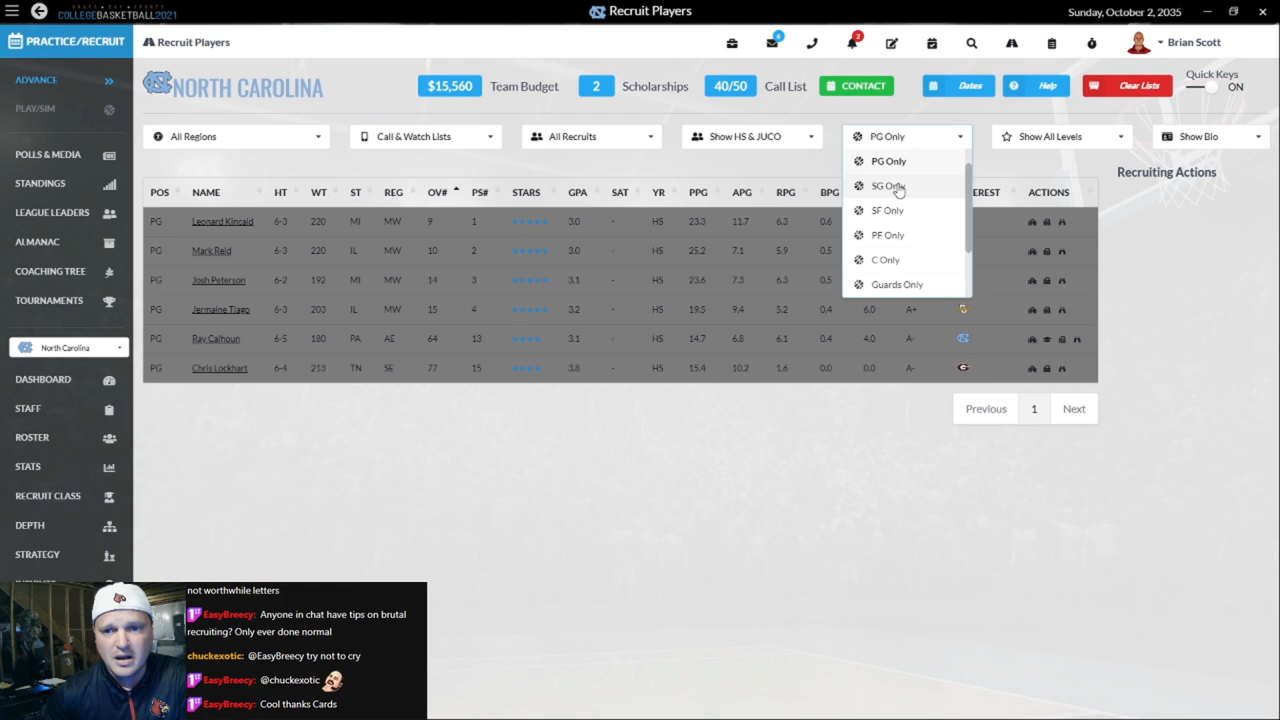 DRAFT DAY SPORTS
COLLEGEBASKETBALL2021
Recruit Players
Sunday, October 2, 2035
PRACTICE/RECRUIT
Recruit Players
6
2
Brian Scott
ADVANCE
PLAY/SIM
POLLS & MEDIA
STANDINGS
LEAGUE LEADERS
ALMANAC
COACHING TREE
TOURNAMENTS
North Carolina
DASHBOARD
STAFF
ROSTER
STATS
RECRUIT CLASS
DEPTH
STRATEGY
NORTH CAROLINA
$15,560 Team Budget 2 Scholarships 40/50 Call List CONTACT
Dates Help Clear Lists
Quick Keys
ON
All Regions Call & Watch Lists All Recruits Show HS & JUCO PG Only Show All Levels Show Bio
PG Only
SG Only
SF Only
PF Only
C Only
Guards Only
Recruiting Actions
POS NAME HT WT ST REG OV# PS# STARS GPA SAT YR PPG APG RPG BPG EREST ACTIONS
PG Leonard Kincaid 6-3 220 MI MW 9 1 ★★★★★ 3.0 - HS 23.3 11.7 6.3 0.6
PG Mark Reid 6-3 220 IL MW 10 2 ★★★★★ 3.0 - HS 25.2 7.1 5.9 0.4
PG Josh Peterson 6-2 192 MI MW 14 3 ★★★★★ 3.1 - HS 23.6 7.3 6.3 0.5
PG Jermaine Tiago 6-3 203 IL MW 15 4 ★★★★★ 3.2 - HS 19.5 9.4 5.2 0.4 6.0 A+
PG Ray Calhoun 6-5 180 PA AE 64 13 ★★★★ 3.1 - HS 14.7 6.8 6.1 0.4 4.0 A-
PG Chris Lockhart 6-4 213 TN SE 77 15 ★★★★ 3.8 - HS 15.4 10.2 1.6 0.0 0.0 A-
Previous 1 Next
not worthwhile letters
EasyBreecy: Anyone in chat have tips on brutal
recruiting? Only ever done normal
chuckexotic: @EasyBreecy try not to cry
EasyBreecy: @chuckexotic
EasyBreecy: Cool thanks Cards